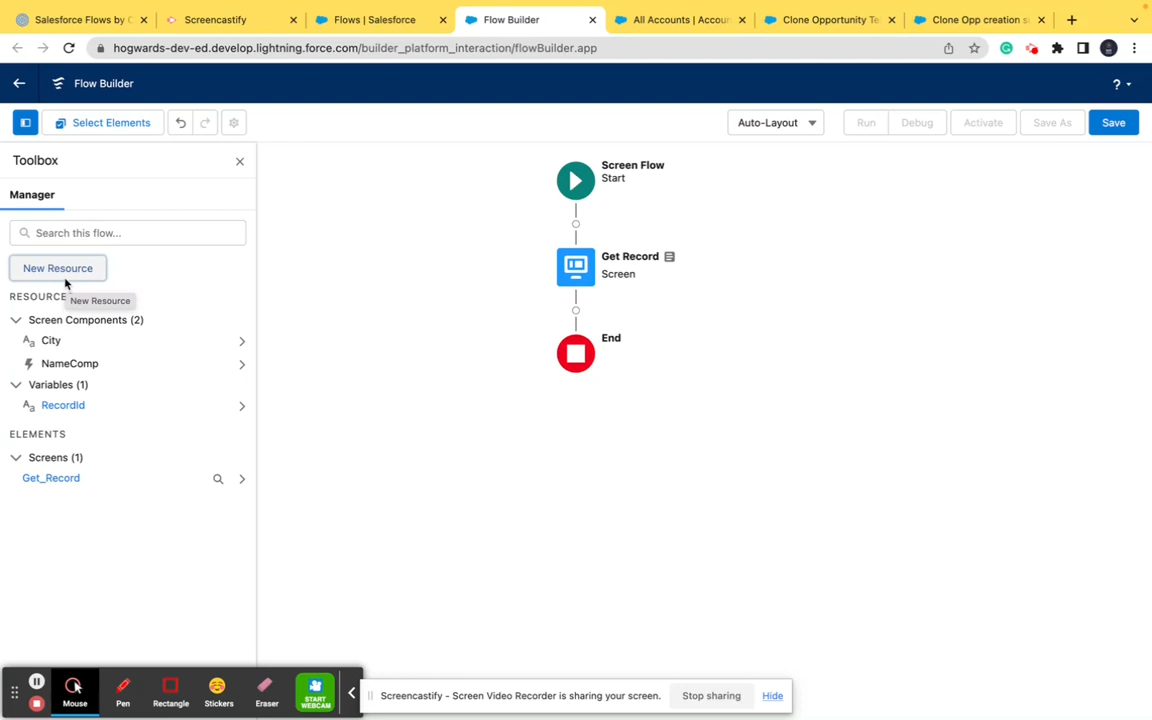 Salesforce Flows by C
Screencastify
Flows | Salesforce
Flow Builder
All Accounts | Accoun
Clone Opportunity Te
Clone Opp creation s
hogwards-dev-ed.develop.lightning.force.com/builder_platform_interaction/flowBuilder.app
Flow Builder
?
Select Elements
Auto-Layout
Run
Debug
Activate
Save As
Save
Toolbox
Manager
Search this flow...
New Resource
RESOURCE
New Resource
Screen Components (2)
Aa City
NameComp
Variables (1)
Aa RecordId
ELEMENTS
Screens (1)
Get_Record
Screen Flow
Start
Get Record
Screen
End
Mouse
Pen
Rectangle
Stickers
Eraser
START
WEBCAM
Screencastify - Screen Video Recorder is sharing your screen.
Stop sharing
Hide